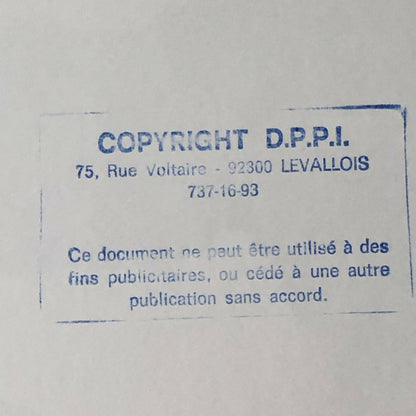 COPYRIGHT D.P.P.I.
75, Rue Voltaire - 92300 LEVALLOIS
737-16-93
Ce document ne peut être utilisé à des
fins publicitaires, ou cédé à une autre
publication sans accord.